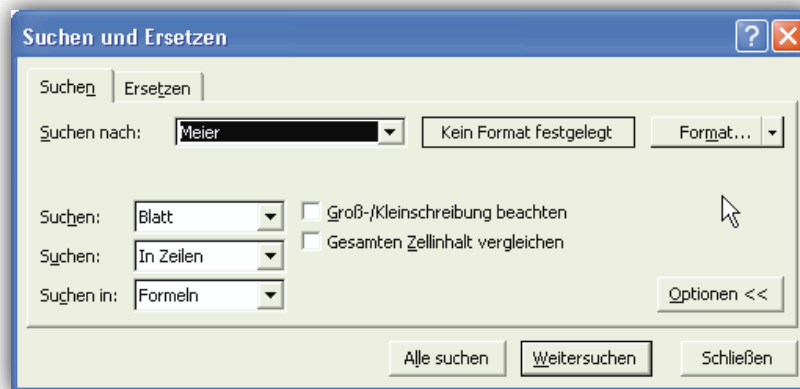 Suchen und Ersetzen ?
Suchen Ersetzen
Suchen nach: Meier Kein Format festgelegt Format...
Suchen: Blatt Groß-/Kleinschreibung beachten
Gesamten Zellinhalt vergleichen
Suchen: In Zeilen
Suchen in: Formeln Optionen <<
Alle suchen Weitersuchen Schließen